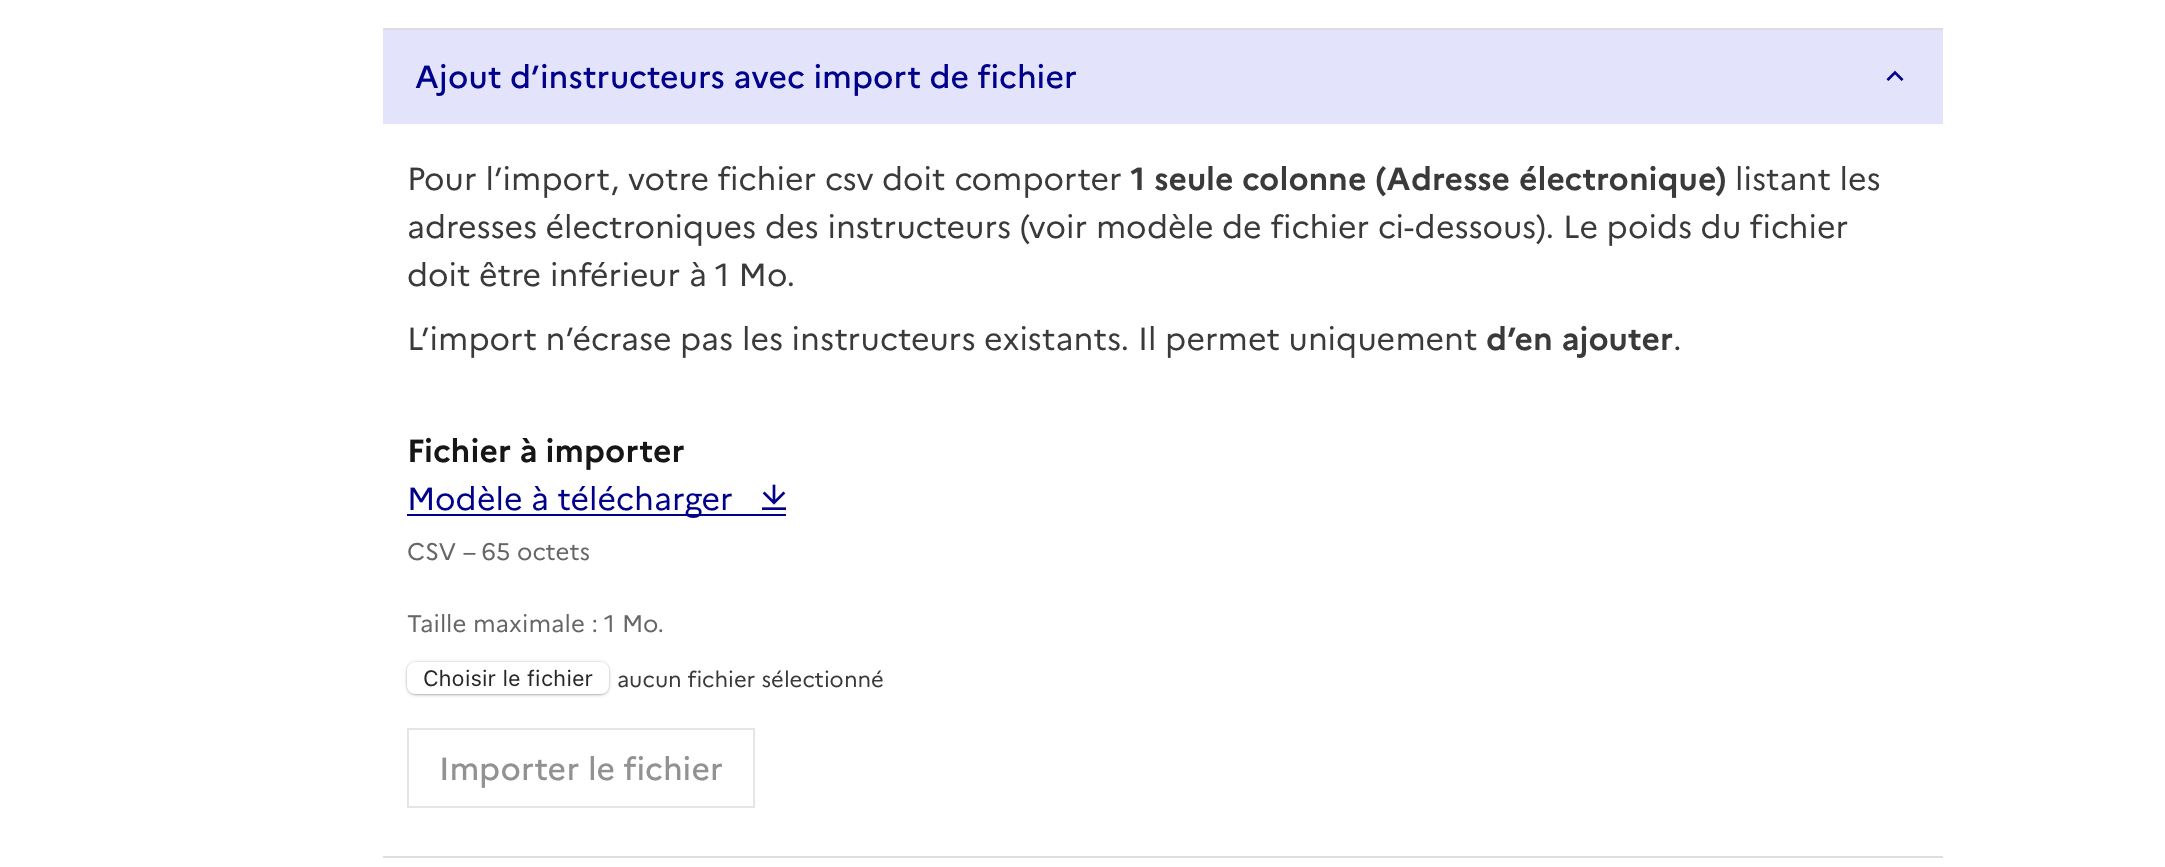 Ajout d’instructeurs avec import de fichier
Pour l’import, votre fichier csv doit comporter 1 seule colonne (Adresse électronique) listant les
adresses électroniques des instructeurs (voir modèle de fichier ci-dessous). Le poids du fichier
doit être inférieur à 1 Mo.
L’import n’écrase pas les instructeurs existants. Il permet uniquement d’en ajouter.
Fichier à importer
Modèle à télécharger
CSV – 65 octets
Taille maximale : 1 Mo.
Choisir le fichier aucun fichier sélectionné
Importer le fichier